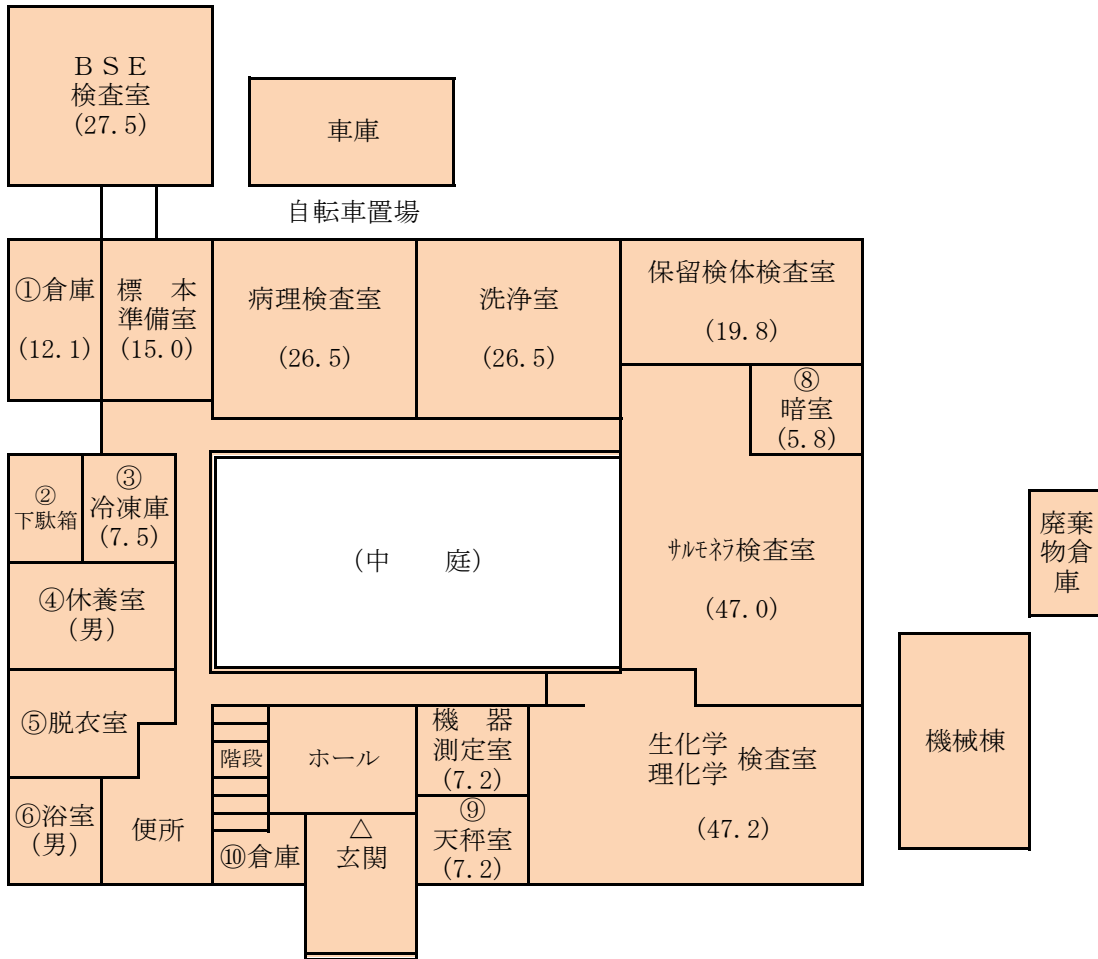 ＢＳＥ
検査室
(27.5)
車庫
自転車置場
①倉庫
(12.1)
標　本
準備室
(15.0)
病理検査室
(26.5)
洗浄室
(26.5)
保留検体検査室
(19.8)
⑧
暗室
(5.8)
②
下駄箱
③
冷凍庫
(7.5)
(中　　庭)
ｻﾙﾓﾈﾗ検査室
(47.0)
廃棄
物倉
庫
④休養室
(男)
⑤脱衣室
階段
ホール
機　器
測定室
(7.2)
生化学
理化学
検査室
(47.2)
機械棟
⑥浴室
(男)
便所
⑩倉庫
△
玄関
⑨
天秤室
(7.2)